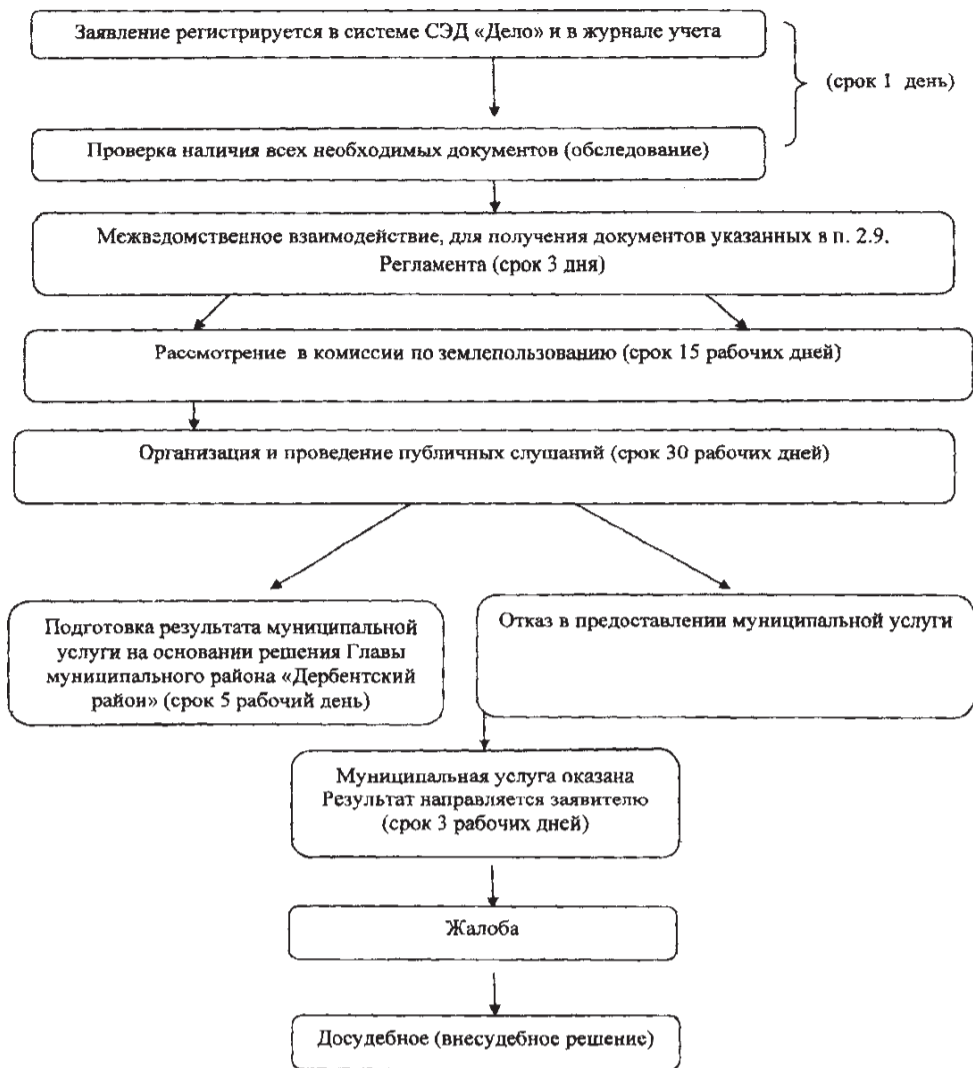 Заявление регистрируется в системе СЭД «Дело» и в журнале учета
(срок 1 день)
Проверка наличия всех необходимых документов (обследование)
Межведомственное взаимодействие, для получения документов указанных в п. 2.9.
Регламента (срок 3 дня)
Рассмотрение в комиссии по землепользованию (срок 15 рабочих дней)
Организация и проведение публичных слушаний (срок 30 рабочих дней)
Подготовка результата муниципальной
услуги на основании решения Главы
муниципального района «Дербентский
район» (срок 5 рабочий день)
Отказ в предоставлении муниципальной услуги
Муниципальная услуга оказана
Результат направляется заявителю
(срок 3 рабочих дней)
Жалоба
Досудебное (внесудебное решение)